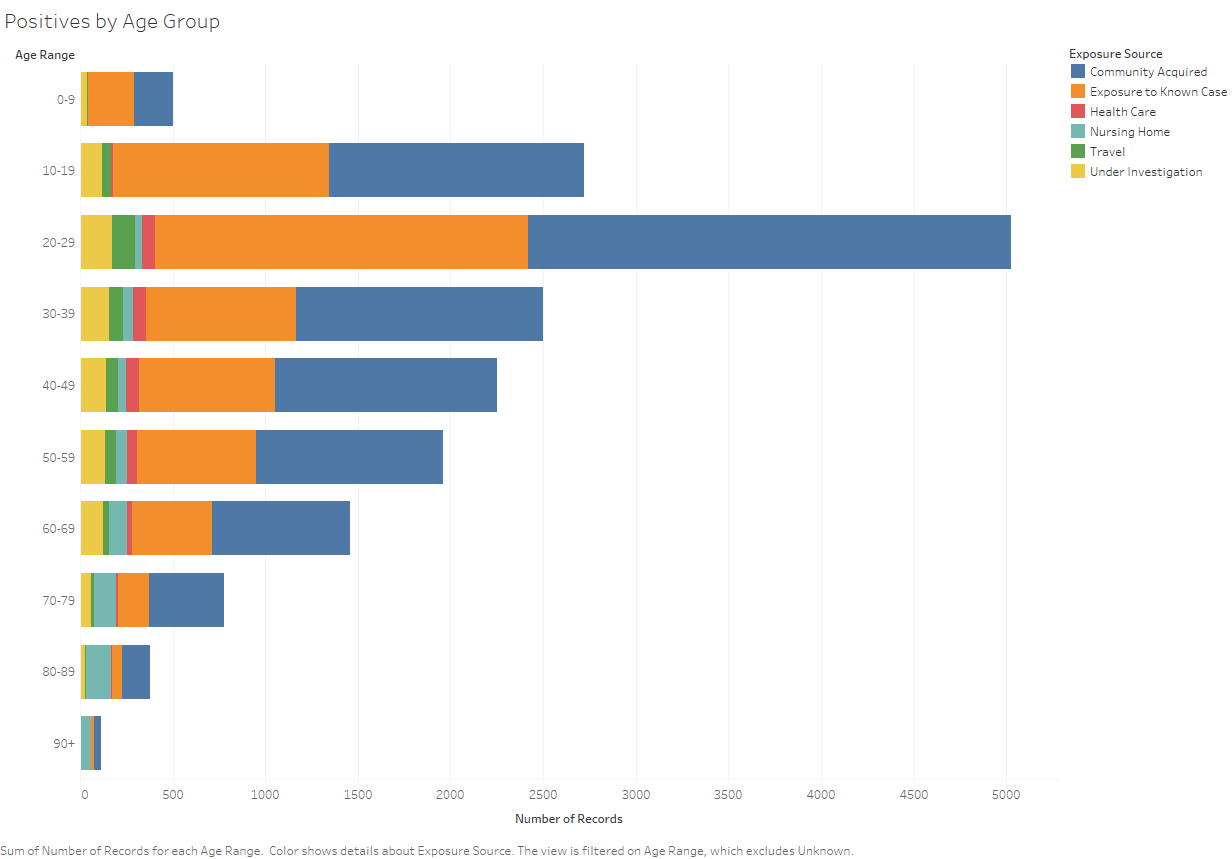 Positives by Age Group
Age Range
Exposure Source
Community Acquired
Exposure to Known Case
Health Care
Nursing Home
Travel
Under Investigation
0-9
10-19
20-29
30-39
40-49
50-59
60-69
70-79
80-89
90+
0 500 1000 1500 2000 2500 3000 3500 4000 4500 5000
Number of Records
Sum of Number of Records for each Age Range. Color shows details about Exposure Source. The view is filtered on Age Range, which excludes Unknown.